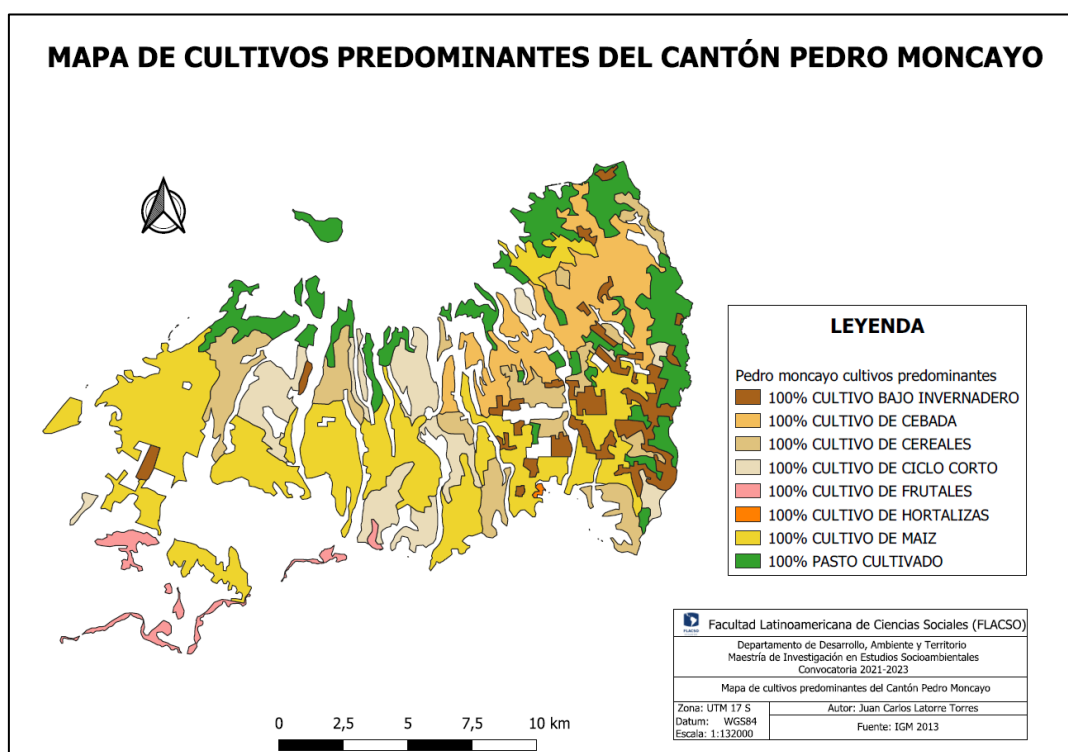 MAPA DE CULTIVOS PREDOMINANTES DEL CANTÓN PEDRO MONCAYO
LEYENDA
Pedro moncayo cultivos predominantes
100% CULTIVO BAJO INVERNADERO
100% CULTIVO DE CEBADA
100% CULTIVO DE CEREALES
100% CULTIVO DE CICLO CORTO
100% CULTIVO DE FRUTALES
100% CULTIVO DE HORTALIZAS
100% CULTIVO DE MAIZ
100% PASTO CULTIVADO
FLACSO
Facultad Latinoamericana de Ciencias Sociales (FLACSO)
Departamento de Desarrollo, Ambiente y Territorio
Maestría de Investigación en Estudios Socioambientales
Convocatoria 2021-2023
Mapa de cultivos predominantes del Cantón Pedro Moncayo
Zona: UTM 17 S
Datum: WGS84
Escala: 1:132000
Autor: Juan Carlos Latorre Torres
Fuente: IGM 2013
0 2,5 5 7,5 10 km